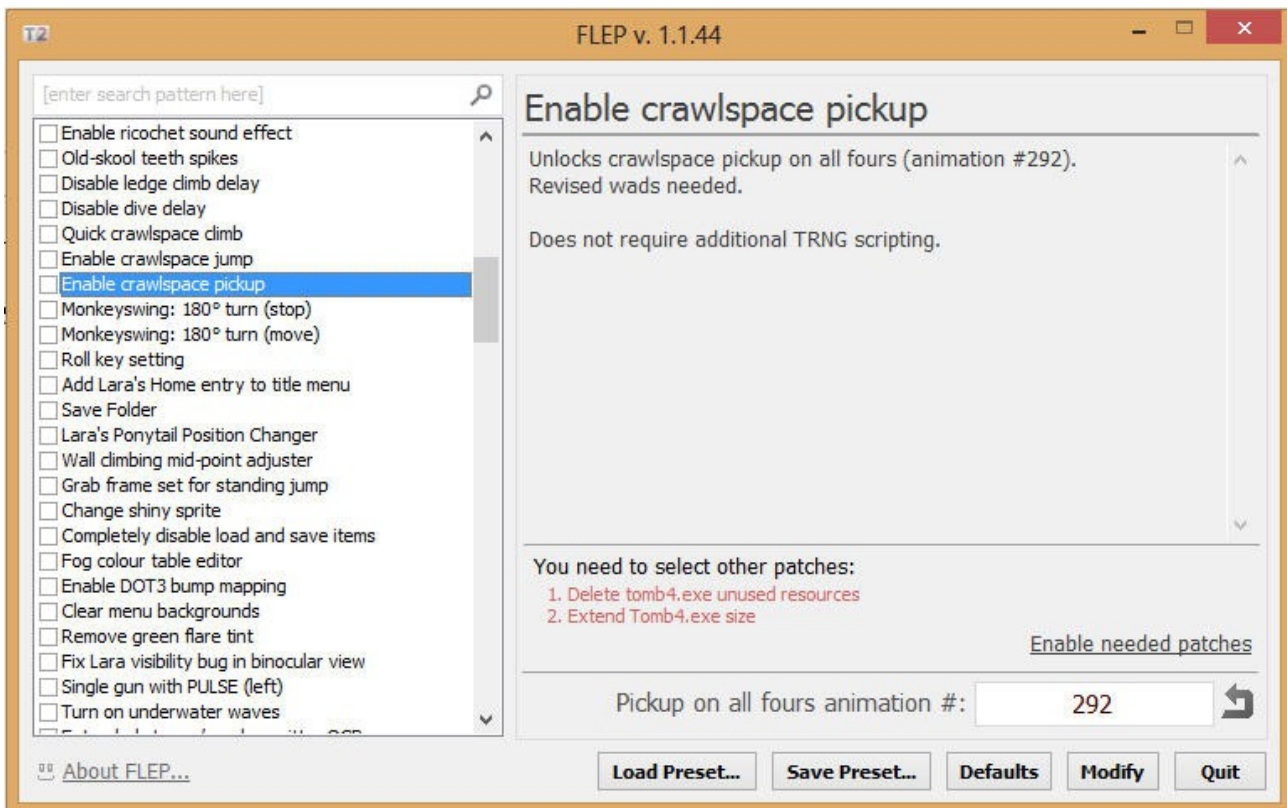 T2
FLEP v. 1.1.44
[enter search pattern here]
Enable ricochet sound effect
Old-skool teeth spikes
Disable ledge climb delay
Disable dive delay
Quick crawlspace climb
Enable crawlspace jump
Enable crawlspace pickup
Monkeyswing: 180° turn (stop)
Monkeyswing: 180° turn (move)
Roll key setting
Add Lara's Home entry to title menu
Save Folder
Lara's Ponytail Position Changer
Wall climbing mid-point adjuster
Grab frame set for standing jump
Change shiny sprite
Completely disable load and save items
Fog colour table editor
Enable DOT3 bump mapping
Clear menu backgrounds
Remove green flare tint
Fix Lara visibility bug in binocular view
Single gun with PULSE (left)
Turn on underwater waves
Enable crawlspace pickup
Unlocks crawlspace pickup on all fours (animation #292).
Revised wads needed.
Does not require additional TRNG scripting.
You need to select other patches:
1. Delete tomb4.exe unused resources
2. Extend Tomb4.exe size
Enable needed patches
Pickup on all fours animation #: 292
About FLEP...
Load Preset... Save Preset... Defaults Modify Quit